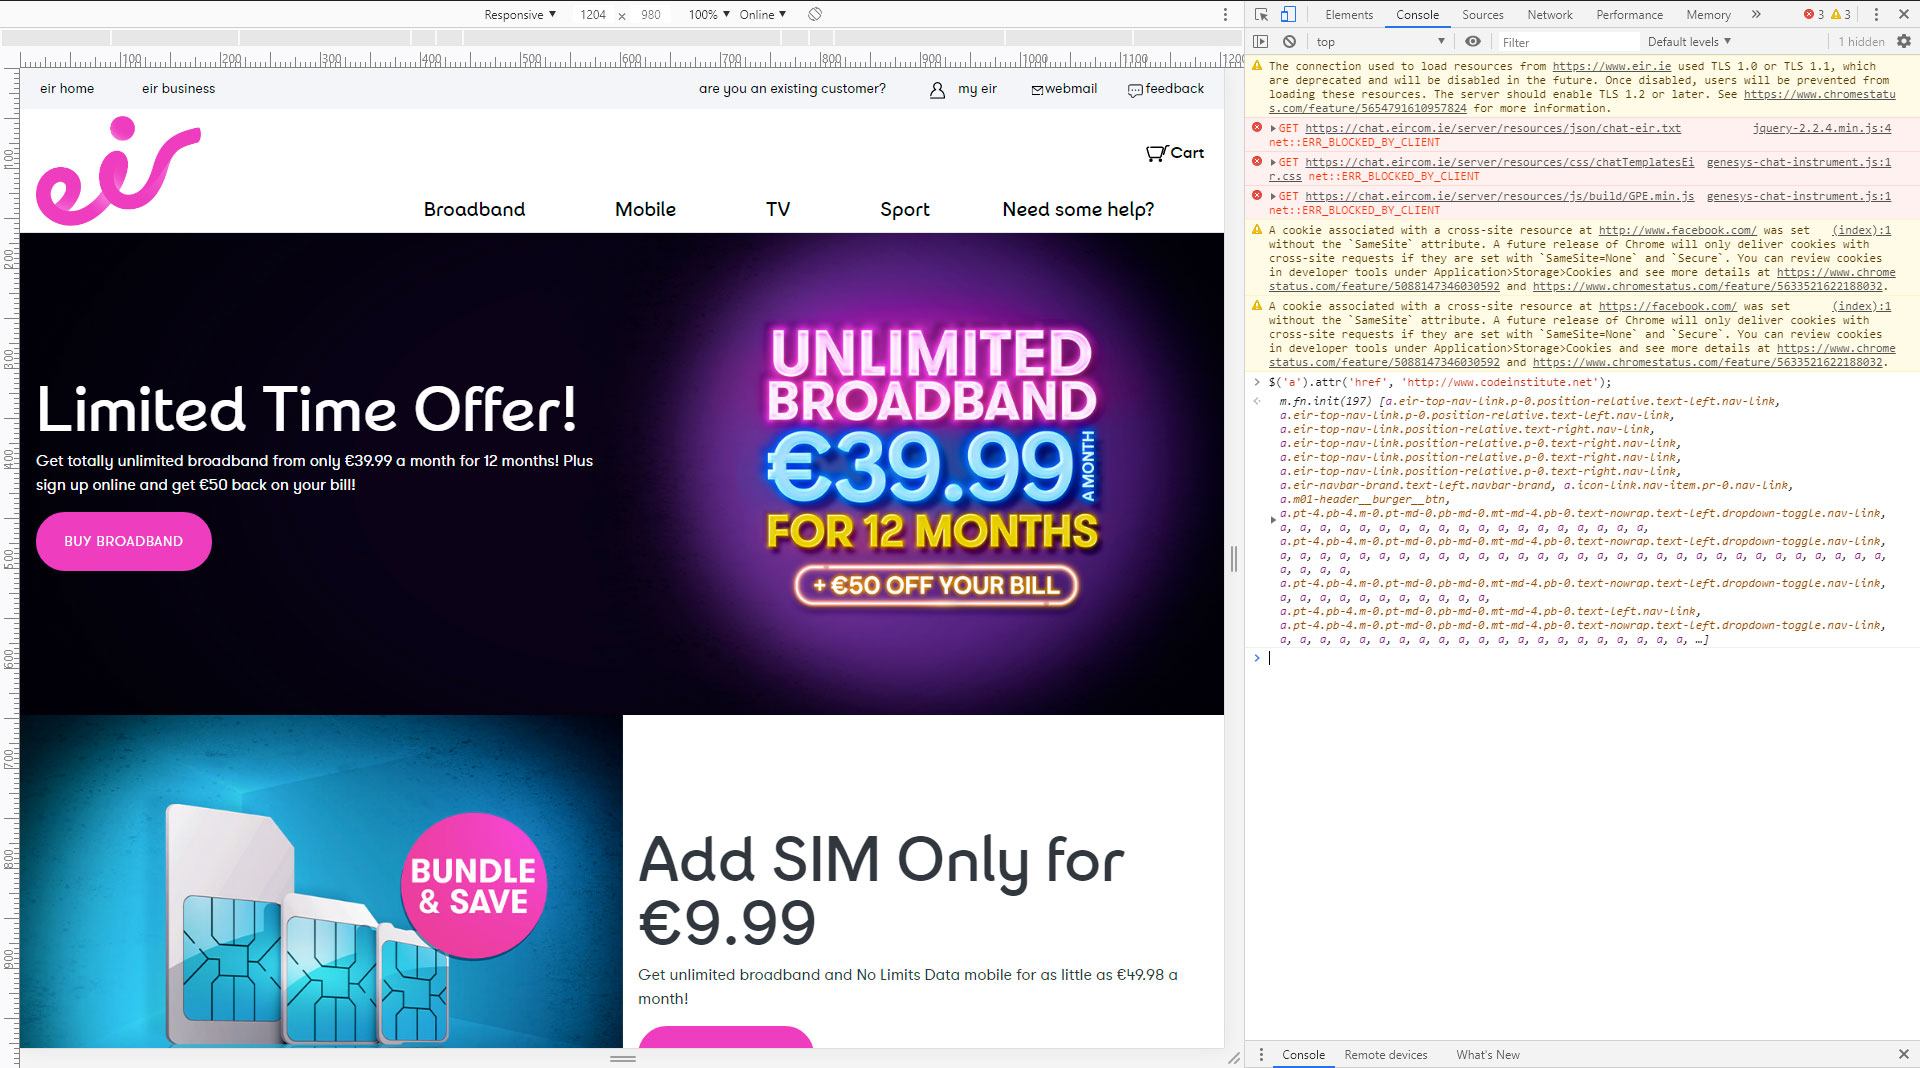 Responsive ▼ 1204 x 980 100% ▼ Online ▼
100 200 300 400 500 600 700 800 900 1000 1100 1200
eir home eir business are you an existing customer? my eir webmail feedback
eir
Cart
Broadband Mobile TV Sport Need some help?
Limited Time Offer!
Get totally unlimited broadband from only €39.99 a month for 12 months! Plus
sign up online and get €50 back on your bill!
BUY BROADBAND
UNLIMITED
BROADBAND
€39.99 A MONTH
FOR 12 MONTHS
+ €50 OFF YOUR BILL
BUNDLE
& SAVE
Add SIM Only for
€9.99
Get unlimited broadband and No Limits Data mobile for as little as €49.98 a
month!
100
200
300
400
500
600
700
800
900
Elements Console Sources Network Performance Memory » 3 3
top ▼ Filter Default levels ▼ 1 hidden
The connection used to load resources from https://www.eir.ie used TLS 1.0 or TLS 1.1, which
are deprecated and will be disabled in the future. Once disabled, users will be prevented from
loading these resources. The server should enable TLS 1.2 or later. See https://www.chromestatu
s.com/feature/5654791610957824 for more information.
GET https://chat.eircom.ie/server/resources/json/chat-eir.txt jquery-2.2.4.min.js:4
net::ERR_BLOCKED_BY_CLIENT
GET https://chat.eircom.ie/server/resources/css/chatTemplatesEi genesys-chat-instrument.js:1
r.css net::ERR_BLOCKED_BY_CLIENT
GET https://chat.eircom.ie/server/resources/js/build/GPE.min.js genesys-chat-instrument.js:1
net::ERR_BLOCKED_BY_CLIENT
A cookie associated with a cross-site resource at http://www.facebook.com/ was set (index):1
without the `SameSite` attribute. A future release of Chrome will only deliver cookies with
cross-site requests if they are set with `SameSite=None` and `Secure`. You can review cookies
in developer tools under Application>Storage>Cookies and see more details at https://www.chrome
status.com/feature/5088147346030592 and https://www.chromestatus.com/feature/5633521622188032.
A cookie associated with a cross-site resource at https://facebook.com/ was set (index):1
without the `SameSite` attribute. A future release of Chrome will only deliver cookies with
cross-site requests if they are set with `SameSite=None` and `Secure`. You can review cookies
in developer tools under Application>Storage>Cookies and see more details at https://www.chrome
status.com/feature/5088147346030592 and https://www.chromestatus.com/feature/5633521622188032.
> $('a').attr('href', 'http://www.codeinstitute.net');
m.fn.init(197) [a.eir-top-nav-link.p-0.position-relative.text-left.nav-link,
a.eir-top-nav-link.p-0.position-relative.text-left.nav-link,
a.eir-top-nav-link.position-relative.text-right.nav-link,
a.eir-top-nav-link.position-relative.p-0.text-right.nav-link,
a.eir-top-nav-link.position-relative.p-0.text-right.nav-link,
a.eir-top-nav-link.position-relative.p-0.text-right.nav-link,
a.eir-navbar-brand.text-left.navbar-brand, a.icon-link.nav-item.pr-0.nav-link,
a.m01-header__burger__btn,
a.pt-4.pb-4.m-0.pt-md-0.pb-md-0.mt-md-4.pb-0.text-nowrap.text-left.dropdown-toggle.nav-link,
a, a, a, a, a, a, a, a, a, a, a, a, a, a, a, a, a, a, a,
a.pt-4.pb-4.m-0.pt-md-0.pb-md-0.mt-md-4.pb-0.text-nowrap.text-left.dropdown-toggle.nav-link,
a, a, a, a, a, a, a, a, a, a, a, a, a, a, a, a, a, a, a, a, a, a, a, a, a, a, a, a, a, a, a,
a, a, a, a,
a.pt-4.pb-4.m-0.pt-md-0.pb-md-0.mt-md-4.pb-0.text-nowrap.text-left.dropdown-toggle.nav-link,
a, a, a, a, a, a, a, a, a, a, a,
a.pt-4.pb-4.m-0.pt-md-0.pb-md-0.mt-md-4.pb-0.text-left.nav-link,
a.pt-4.pb-4.m-0.pt-md-0.pb-md-0.mt-md-4.pb-0.text-nowrap.text-left.dropdown-toggle.nav-link,
a, a, a, a, a, a, a, a, a, a, a, a, a, a, a, a, a, a, a, a, a, …]
>
Console Remote devices What's New